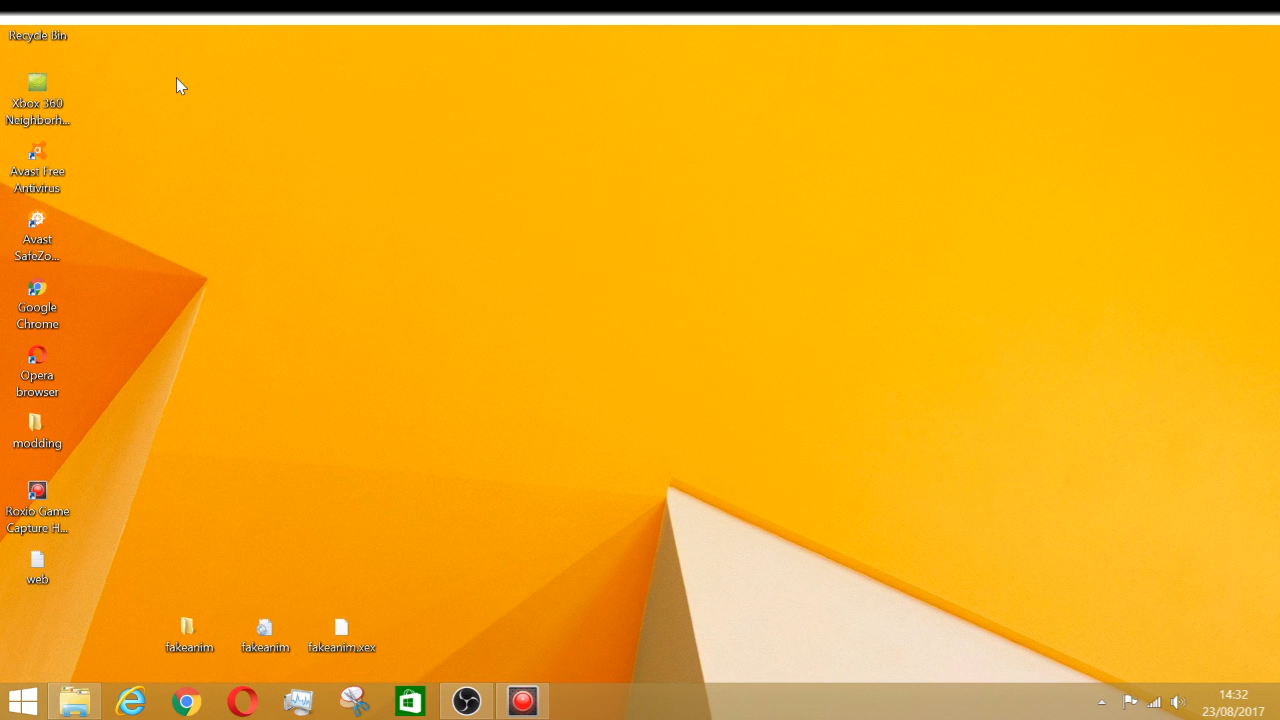 Recycle Bin
Xbox 360
Neighborh...
Avast Free
Antivirus
Avast
SafeZo...
Google
Chrome
Opera
browser
modding
Roxio Game
Capture H...
web
fakeanim
fakeanim
fakeanim.xex
14:32
23/08/2017